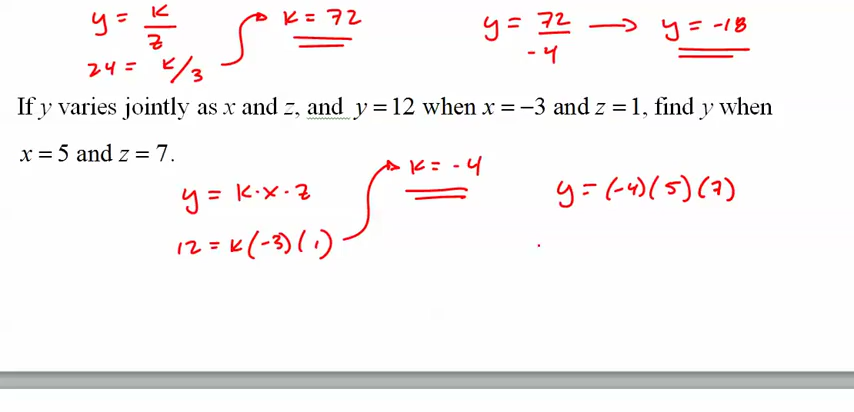 y = k/z
k = 72
24 = k/3
y = 72/-4 → y = -18
If y varies jointly as x and z, and y = 12 when x = −3 and z = 1, find y when
x = 5 and z = 7.
y = k·x·z
k = -4
12 = k(-3)(1)
y = (-4)(5)(7)